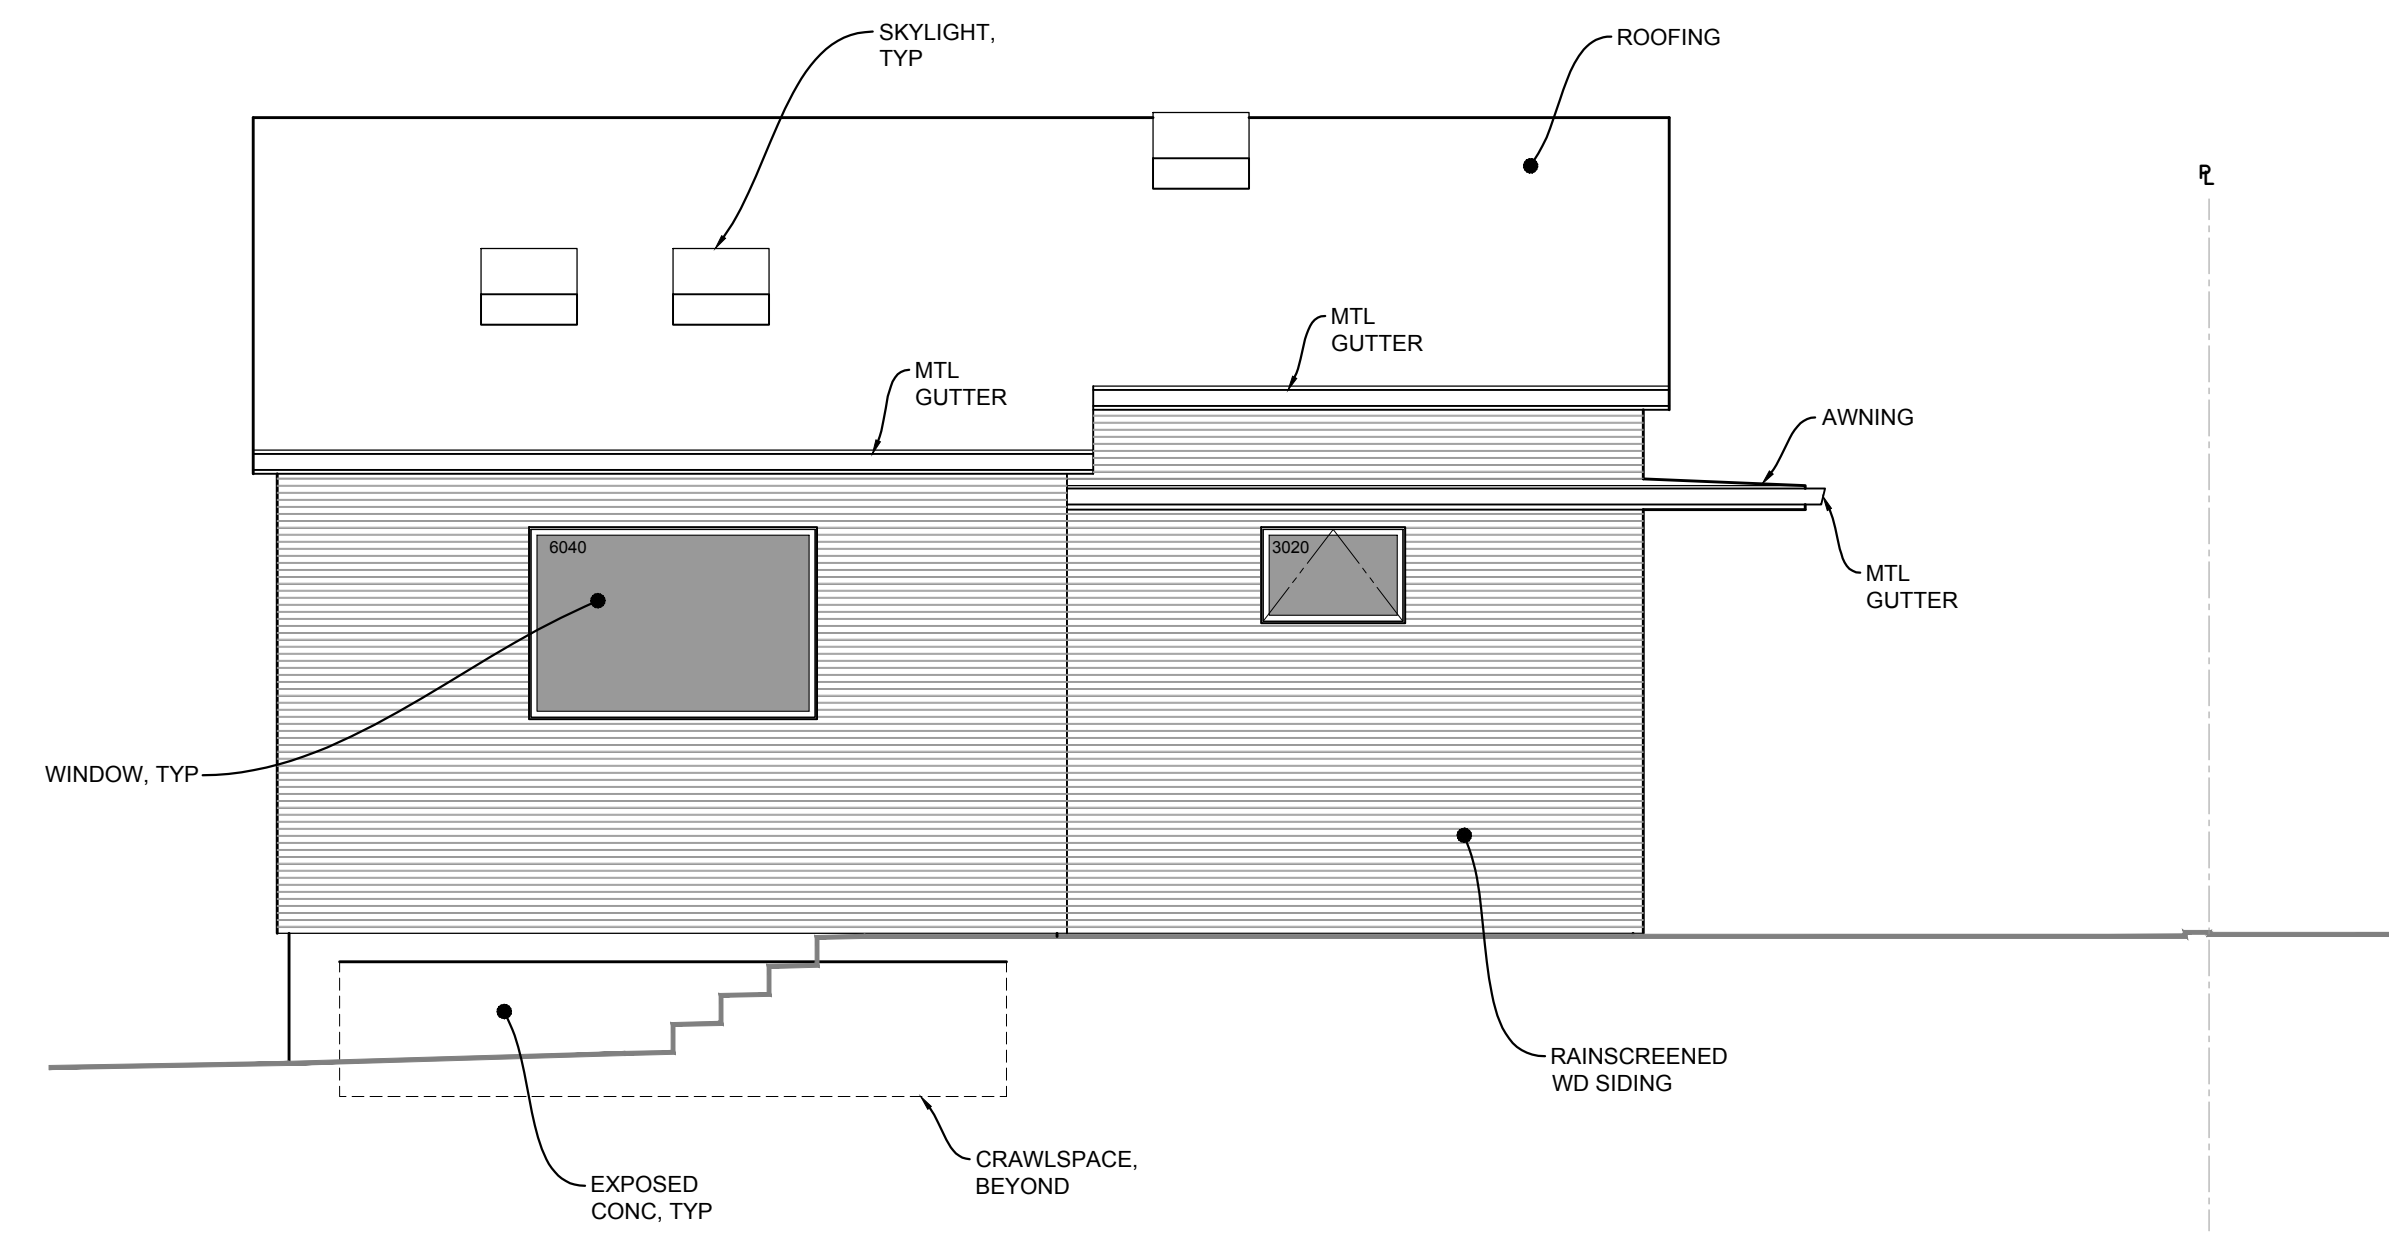 SKYLIGHT,
TYP
ROOFING
PL
MTL
GUTTER
MTL
GUTTER
AWNING
6040
3020
MTL
GUTTER
WINDOW, TYP
RAINSCREENED
WD SIDING
CRAWLSPACE,
BEYOND
EXPOSED
CONC, TYP